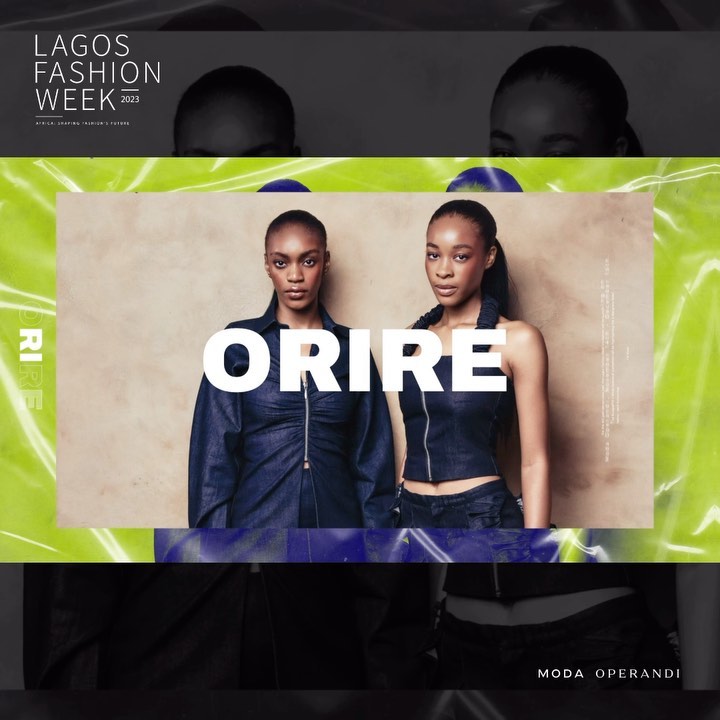 LAGOS
FASHION
WEEK 2023
AFRICA. SHAPING FASHION'S FUTURE
ORIRE
ORIRE
MODA OPERANDI